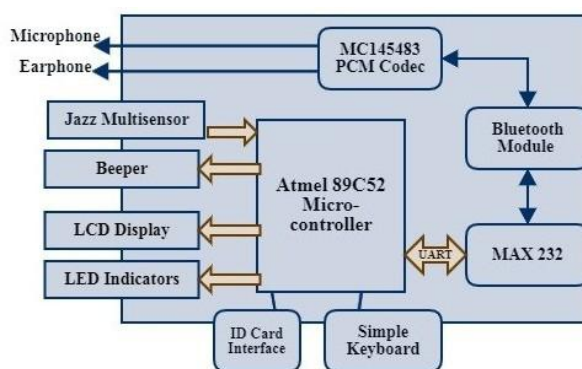 Microphone
Earphone
MC145483
PCM Codec
Jazz Multisensor
Beeper
LCD Display
LED Indicators
Atmel 89C52
Micro-
controller
Bluetooth
Module
UART
MAX 232
ID Card
Interface
Simple
Keyboard